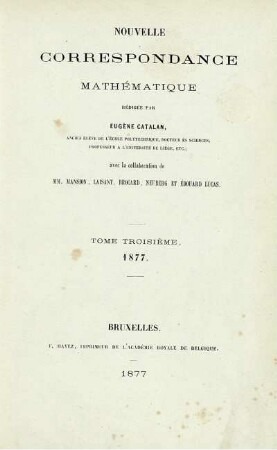 NOUVELLE
CORRESPONDANCE
MATHÉMATIQUE
RÉDIGÉE PAR
EUGÈNE CATALAN,
ANCIEN ÉLÈVE DE L'ÉCOLE POLYTECHNIQUE, DOCTEUR ÈS SCIENCES,
PROFESSEUR A L'UNIVERSITÉ DE LIÉGE, ETC.;
avec la collaboration de
MM. MANSION, LAISANT, BROCARD, NEUBERG ET ÉDOUARD LUCAS.
TOME TROISIÈME,
1877.
BRUXELLES.
F. HAYEZ, IMPRIMEUR DE L'ACADÉMIE ROYALE DE BELGIQUE.
1877